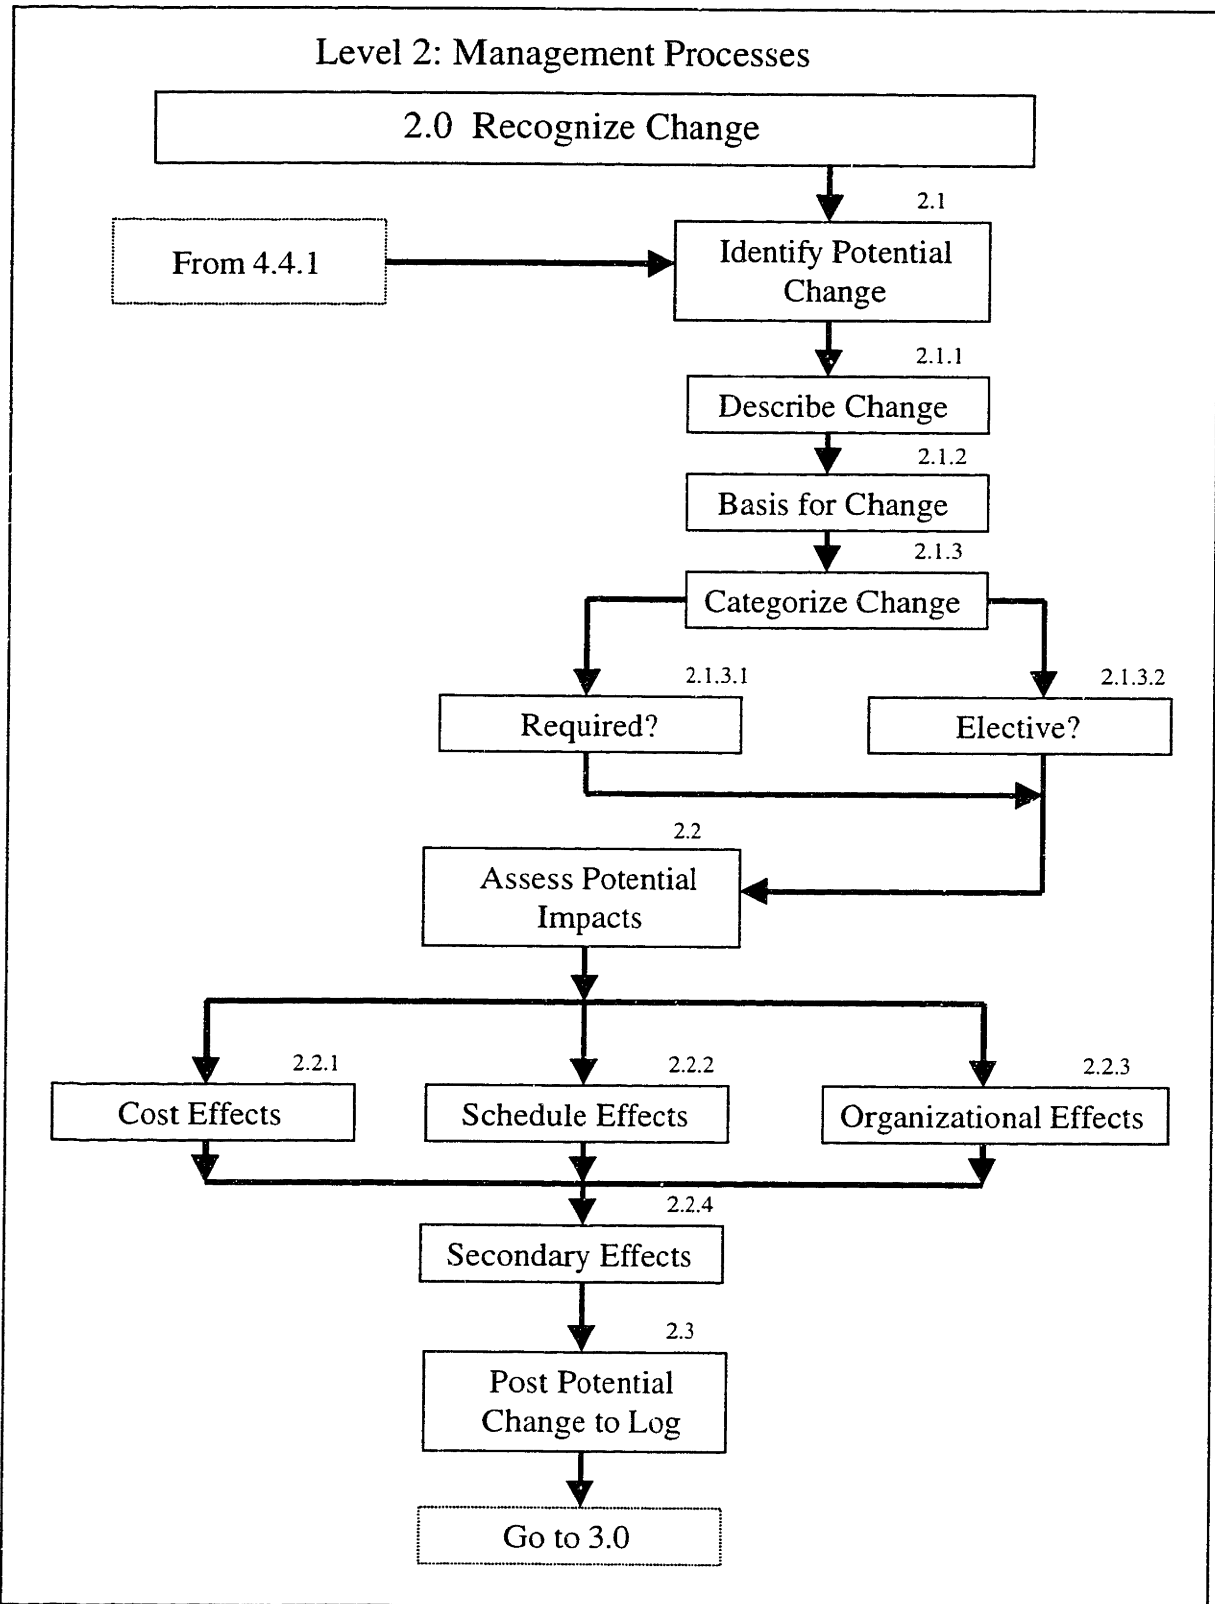 Level 2: Management Processes
2.0 Recognize Change
2.1
From 4.4.1
Identify Potential
Change
2.1.1
Describe Change
2.1.2
Basis for Change
2.1.3
Categorize Change
2.1.3.1
2.1.3.2
Required?
Elective?
2.2
Assess Potential
Impacts
2.2.1
2.2.2
2.2.3
Cost Effects
Schedule Effects
Organizational Effects
2.2.4
Secondary Effects
2.3
Post Potential
Change to Log
Go to 3.0